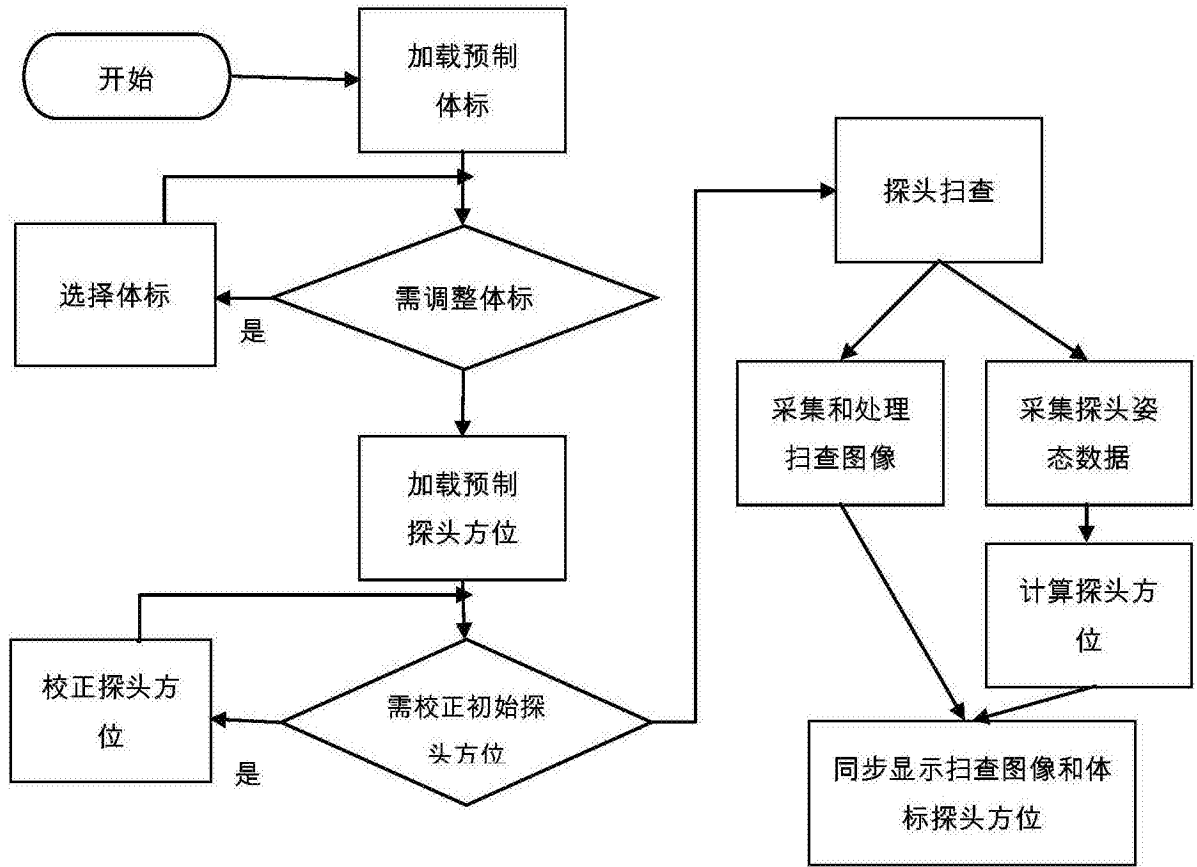 开始
加载预制
体标
选择体标
是
需调整体标
加载预制
探头方位
校正探头方
位
是
需校正初始探
头方位
探头扫查
采集和处理
扫查图像
采集探头姿
态数据
计算探头方
位
同步显示扫查图像和体
标探头方位